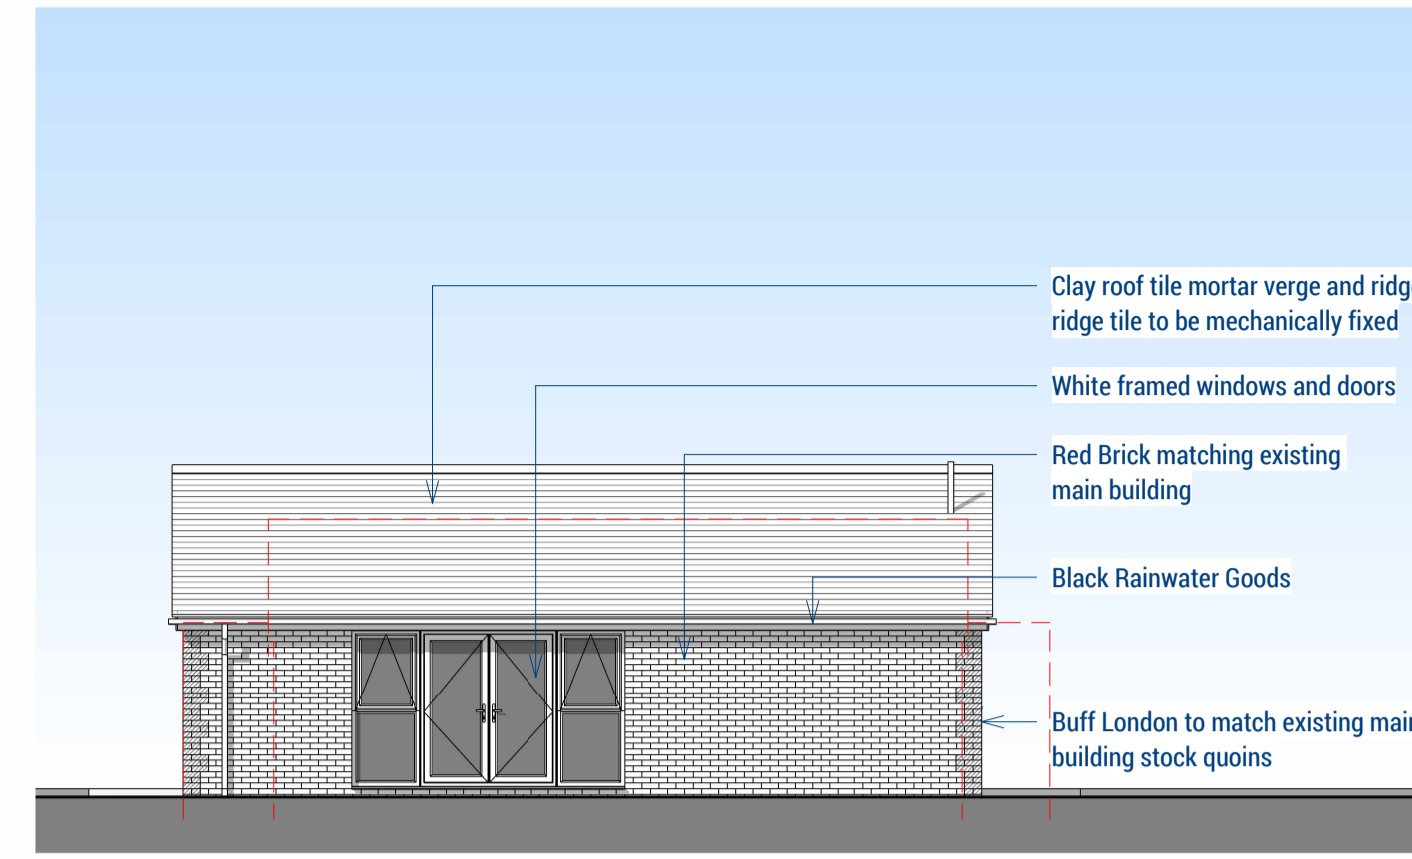 Clay roof tile mortar verge and ridg
ridge tile to be mechanically fixed
White framed windows and doors
Red Brick matching existing
main building
Black Rainwater Goods
Buff London to match existing main
building stock quoins